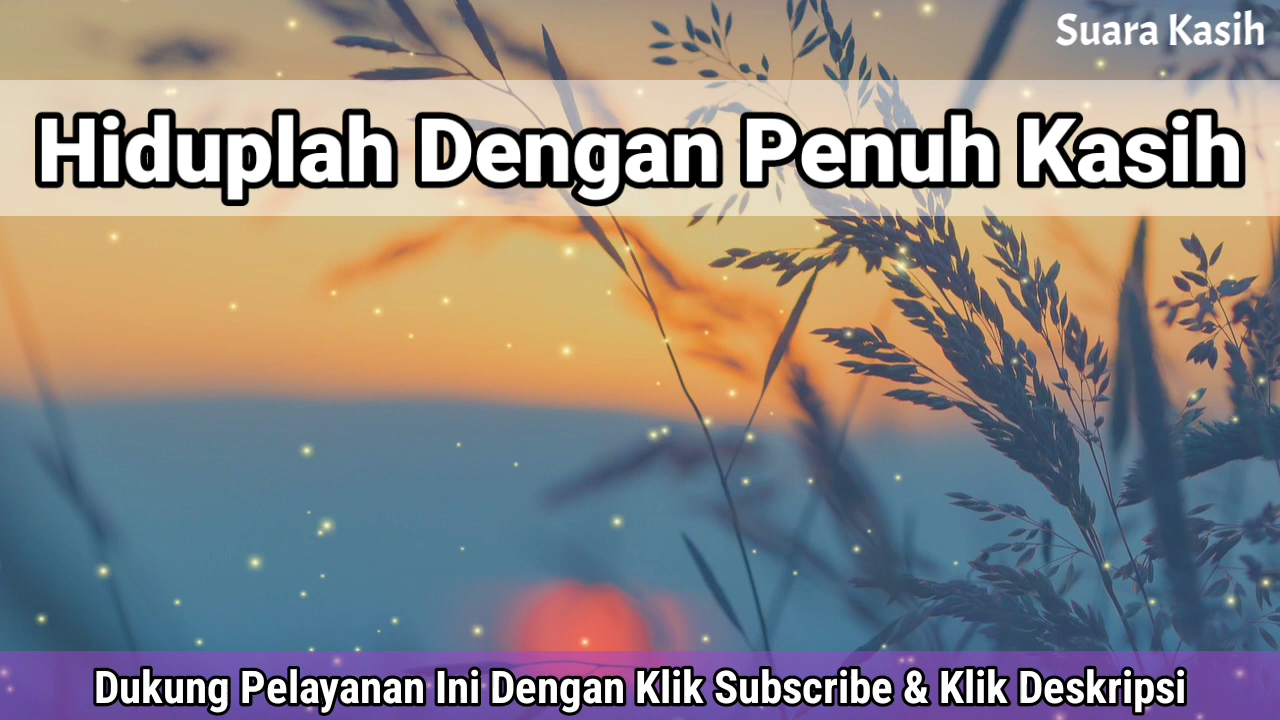 Suara Kasih
Hiduplah Dengan Penuh Kasih
Dukung Pelayanan Ini Dengan Klik Subscribe & Klik Deskripsi